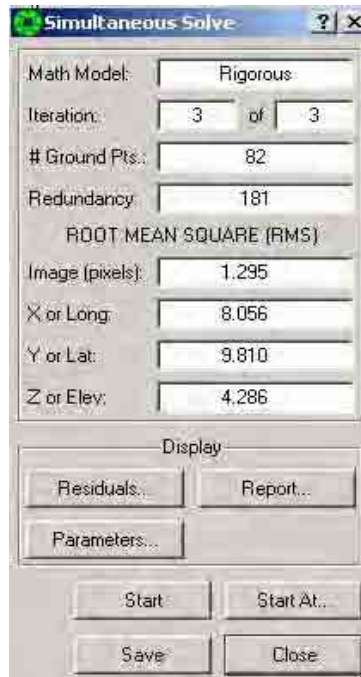 Simultaneous Solve ? X
Math Model: Rigorous
Iteration: 3 of 3
# Ground Pts.: 82
Redundancy 181
ROOT MEAN SQUARE (RMS)
Image (pixels): 1.295
X or Long: 8.056
Y or Lat: 9.810
Z or Elev: 4.286
Display
Residuals... Report...
Parameters...
Start Start At..
Save Close